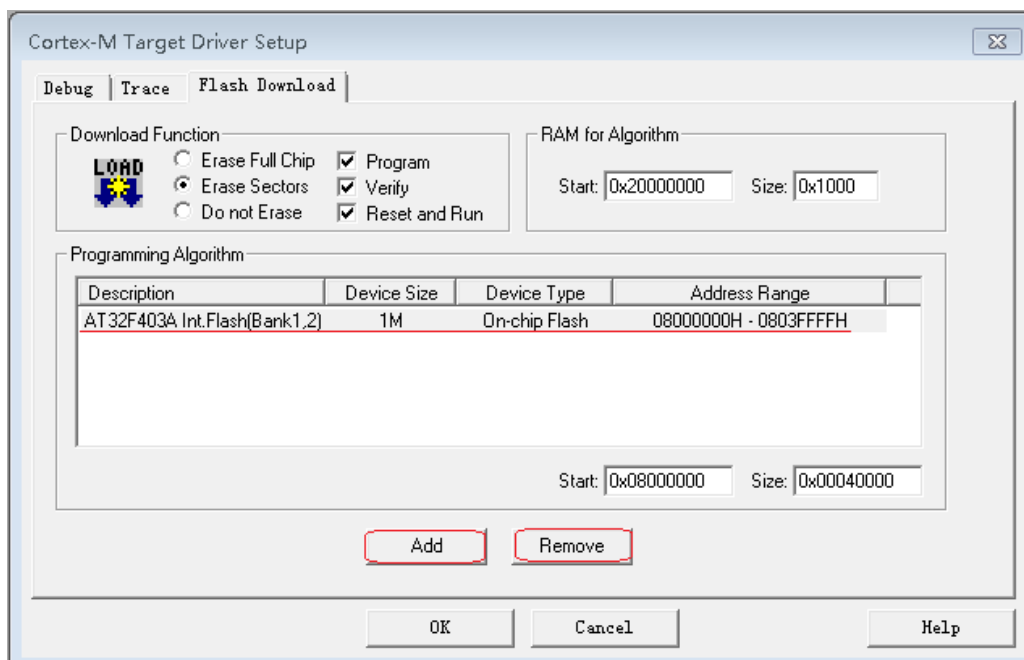 Cortex-M Target Driver Setup
Debug Trace Flash Download
Download Function
LOAD
Erase Full Chip
Erase Sectors
Do not Erase
Program
Verify
Reset and Run
RAM for Algorithm
Start: 0x20000000 Size: 0x1000
Programming Algorithm
Description Device Size Device Type Address Range
AT32F403A Int.Flash(Bank1,2) 1M On-chip Flash 08000000H - 0803FFFFH
Start: 0x08000000 Size: 0x00040000
Add Remove
OK Cancel Help